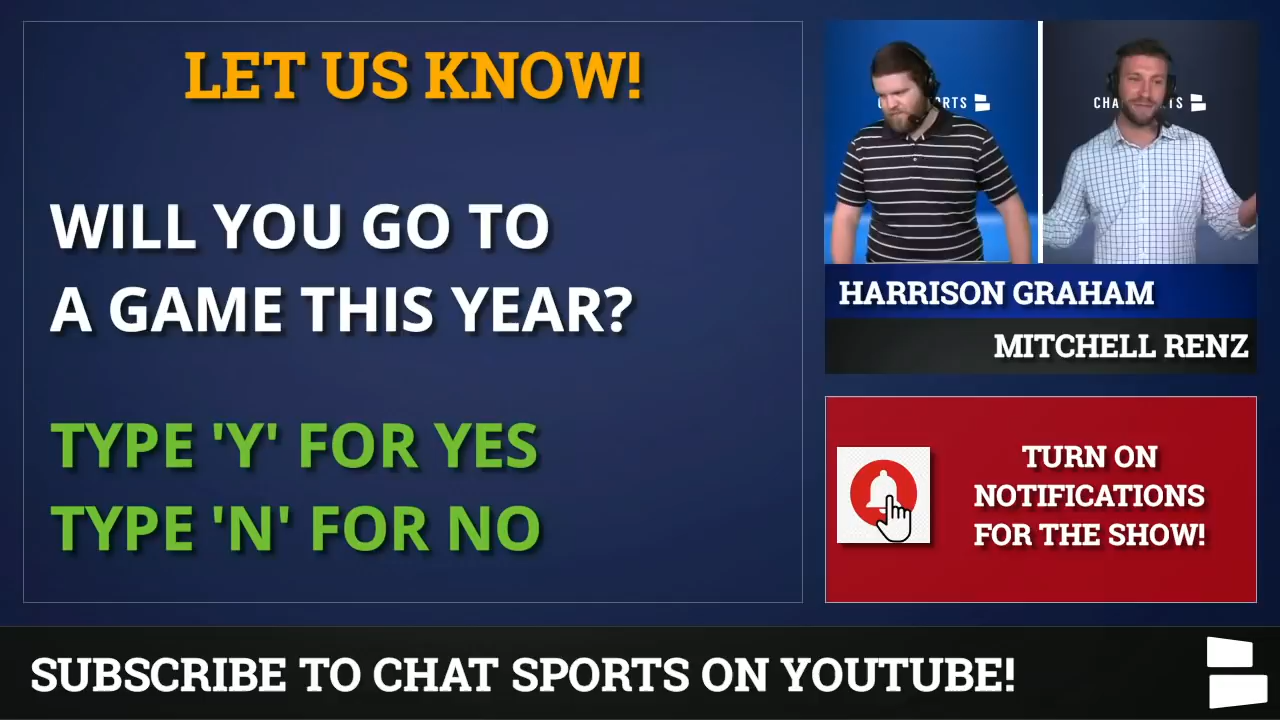 LET US KNOW!
WILL YOU GO TO
A GAME THIS YEAR?
TYPE 'Y' FOR YES
TYPE 'N' FOR NO
HARRISON GRAHAM
MITCHELL RENZ
TURN ON
NOTIFICATIONS
FOR THE SHOW!
SUBSCRIBE TO CHAT SPORTS ON YOUTUBE!